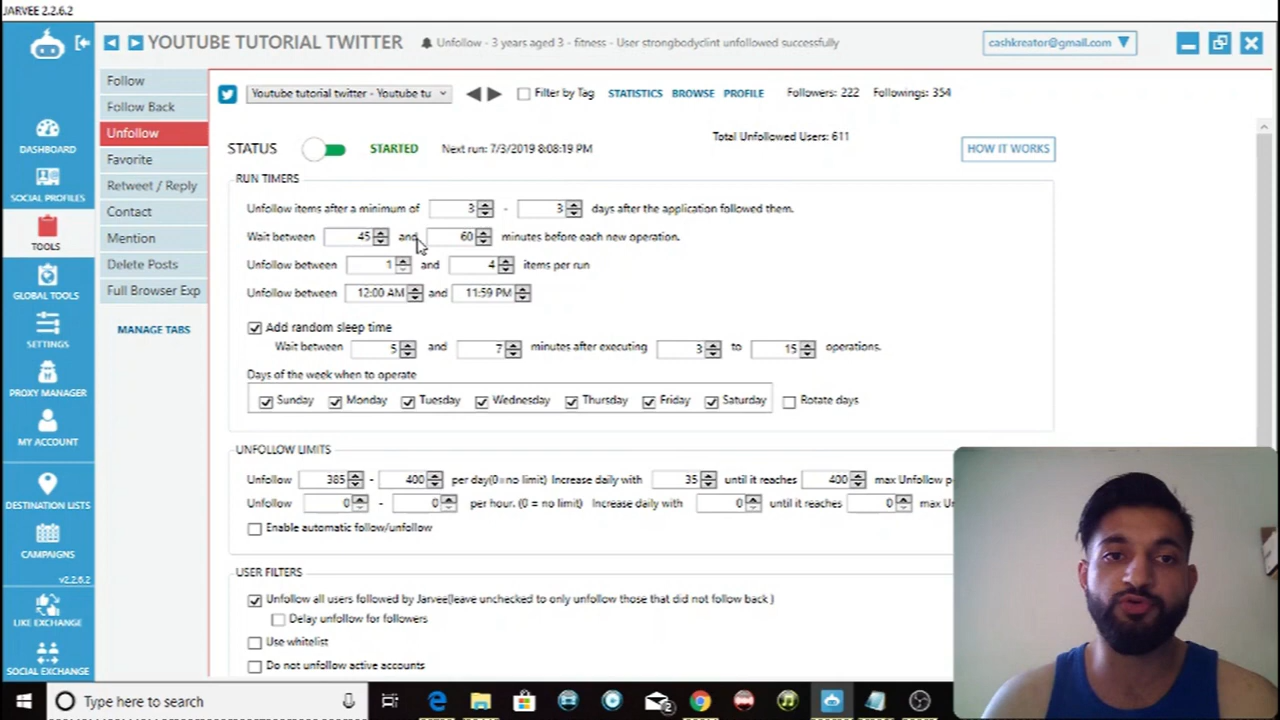 JARVEE 2.2.6.2
YOUTUBE TUTORIAL TWITTER
Unfollow - 3 years aged 3 - fitness - User strongbodyclint unfollowed successfully
cashkreator@gmail.com
DASHBOARD
SOCIAL PROFILES
TOOLS
GLOBAL TOOLS
SETTINGS
PROXY MANAGER
MY ACCOUNT
DESTINATION LISTS
CAMPAIGNS
v2.2.6.2
LIKE EXCHANGE
SOCIAL EXCHANGE
Follow
Follow Back
Unfollow
Favorite
Retweet / Reply
Contact
Mention
Delete Posts
Full Browser Exp
MANAGE TABS
Youtube tutorial twitter - Youtube tu
Filter by Tag STATISTICS BROWSE PROFILE Followers: 222 Followings: 354
Total Unfollowed Users: 611
STATUS STARTED Next run: 7/3/2019 8:08:19 PM HOW IT WORKS
RUN TIMERS
Unfollow items after a minimum of 3 - 3 days after the application followed them.
Wait between 45 and 60 minutes before each new operation.
Unfollow between 1 and 4 items per run
Unfollow between 12:00 AM and 11:59 PM
Add random sleep time
Wait between 5 and 7 minutes after executing 3 to 15 operations.
Days of the week when to operate
Sunday Monday Tuesday Wednesday Thursday Friday Saturday Rotate days
UNFOLLOW LIMITS
Unfollow 385 - 400 per day(0=no limit) Increase daily with 35 until it reaches 400 max Unfollow p
Unfollow 0 - 0 per hour. (0 = no limit) Increase daily with 0 until it reaches 0 max Un
Enable automatic follow/unfollow
USER FILTERS
Unfollow all users followed by Jarvee(leave unchecked to only unfollow those that did not follow back )
Delay unfollow for followers
Use whitelist
Do not unfollow active accounts
Type here to search
2